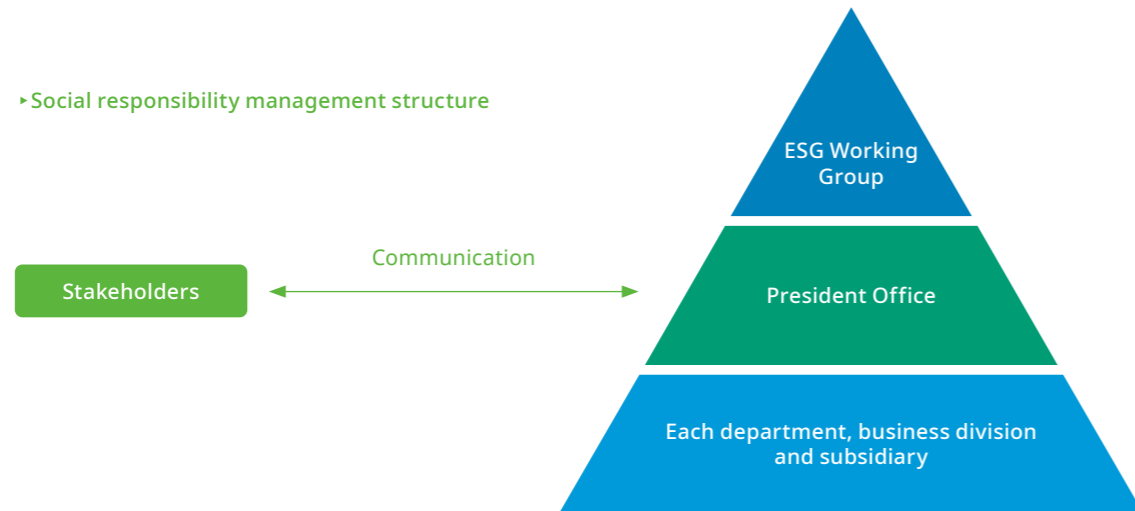 ▸Social responsibility management structure
ESG Working
Group
Communication
Stakeholders
President Office
Each department, business division
and subsidiary